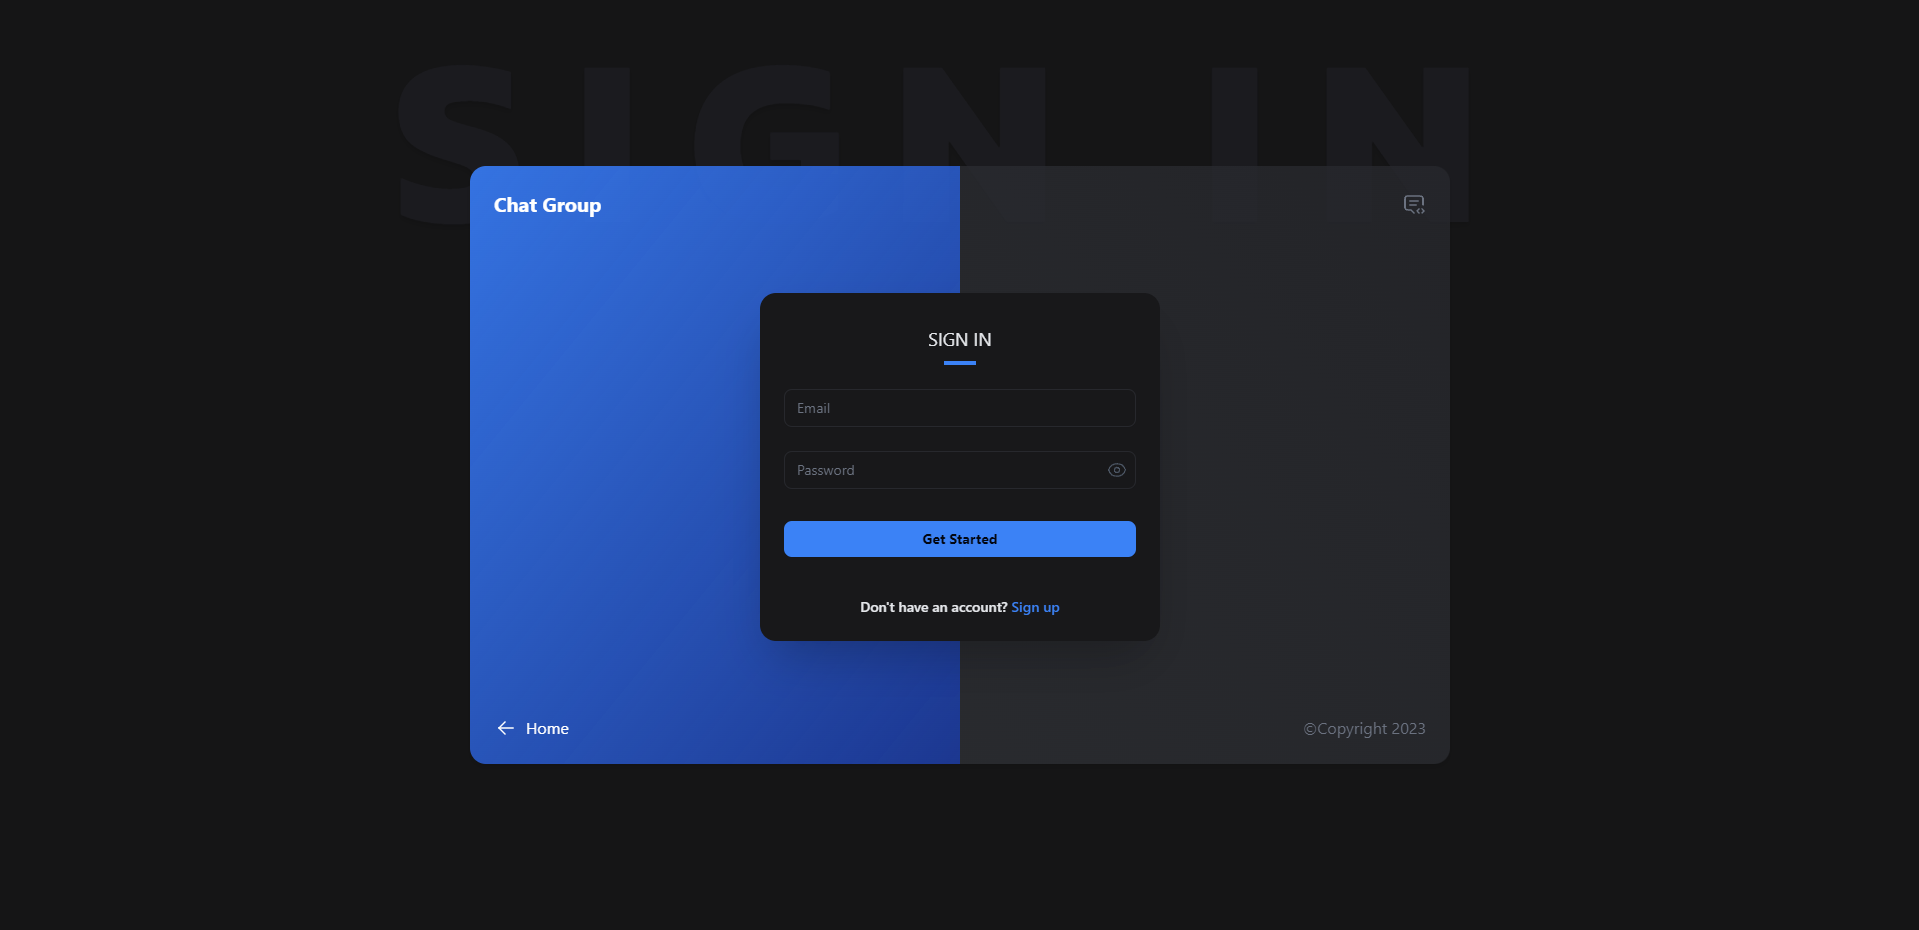 SIGN IN
Chat Group
SIGN IN
Email
Password
Get Started
Don't have an account? Sign up
Home
©Copyright 2023